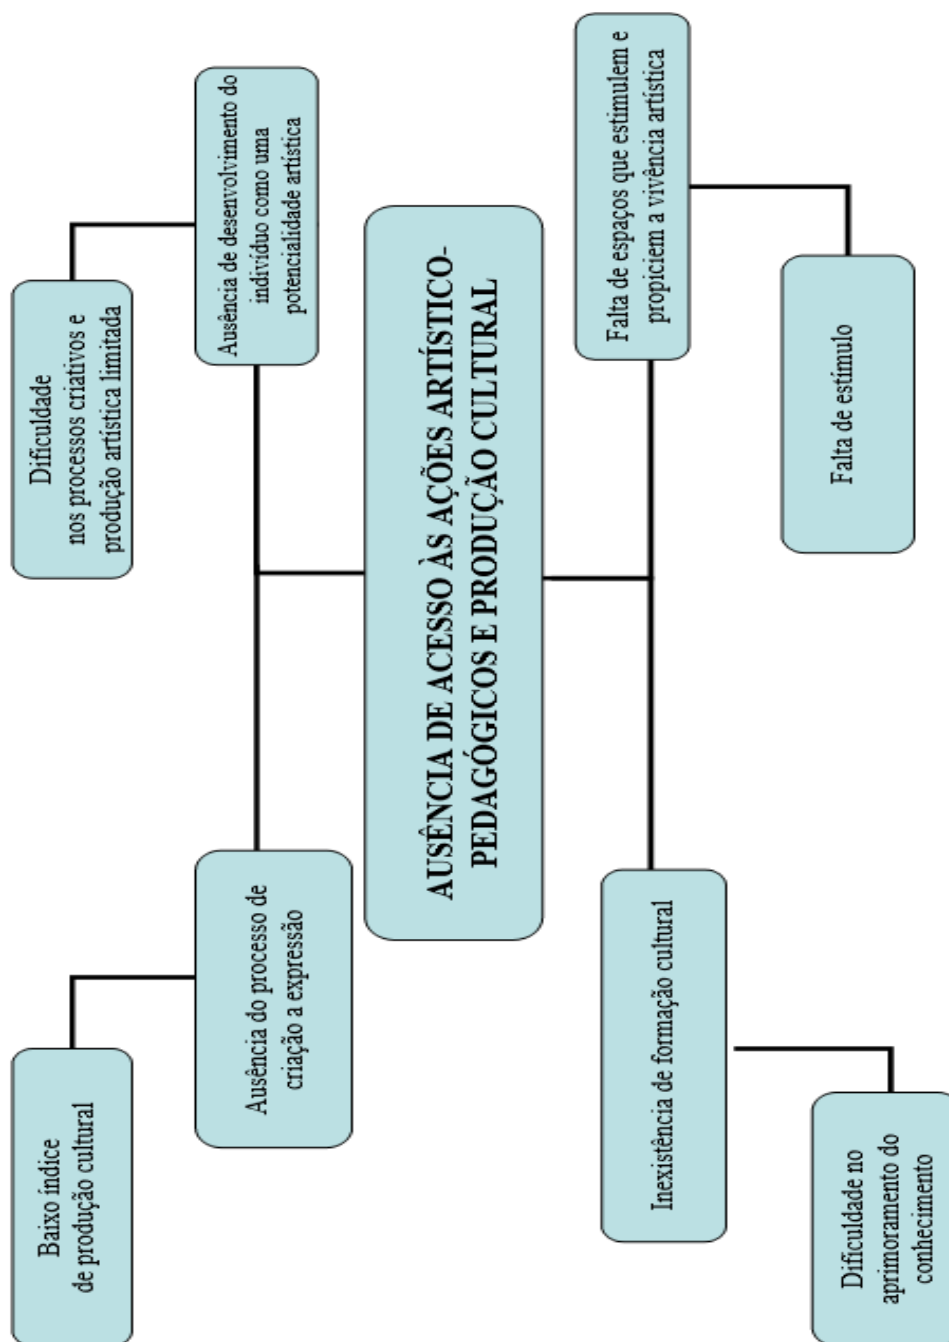 Baixo índice
de produção cultural
Dificuldade
nos processos criativos e
produção artística limitada
Ausência do processo de
criação a expressão
Ausência de desenvolvimento do
indivíduo como uma
potencialidade artística
AUSÊNCIA DE ACESSO ÀS AÇÕES ARTÍSTICO-
PEDAGÓGICOS E PRODUÇÃO CULTURAL
Inexistência de formação cultural
Falta de espaços que estimulem e
propiciem a vivência artística
Dificuldade no
aprimoramento do
conhecimento
Falta de estímulo